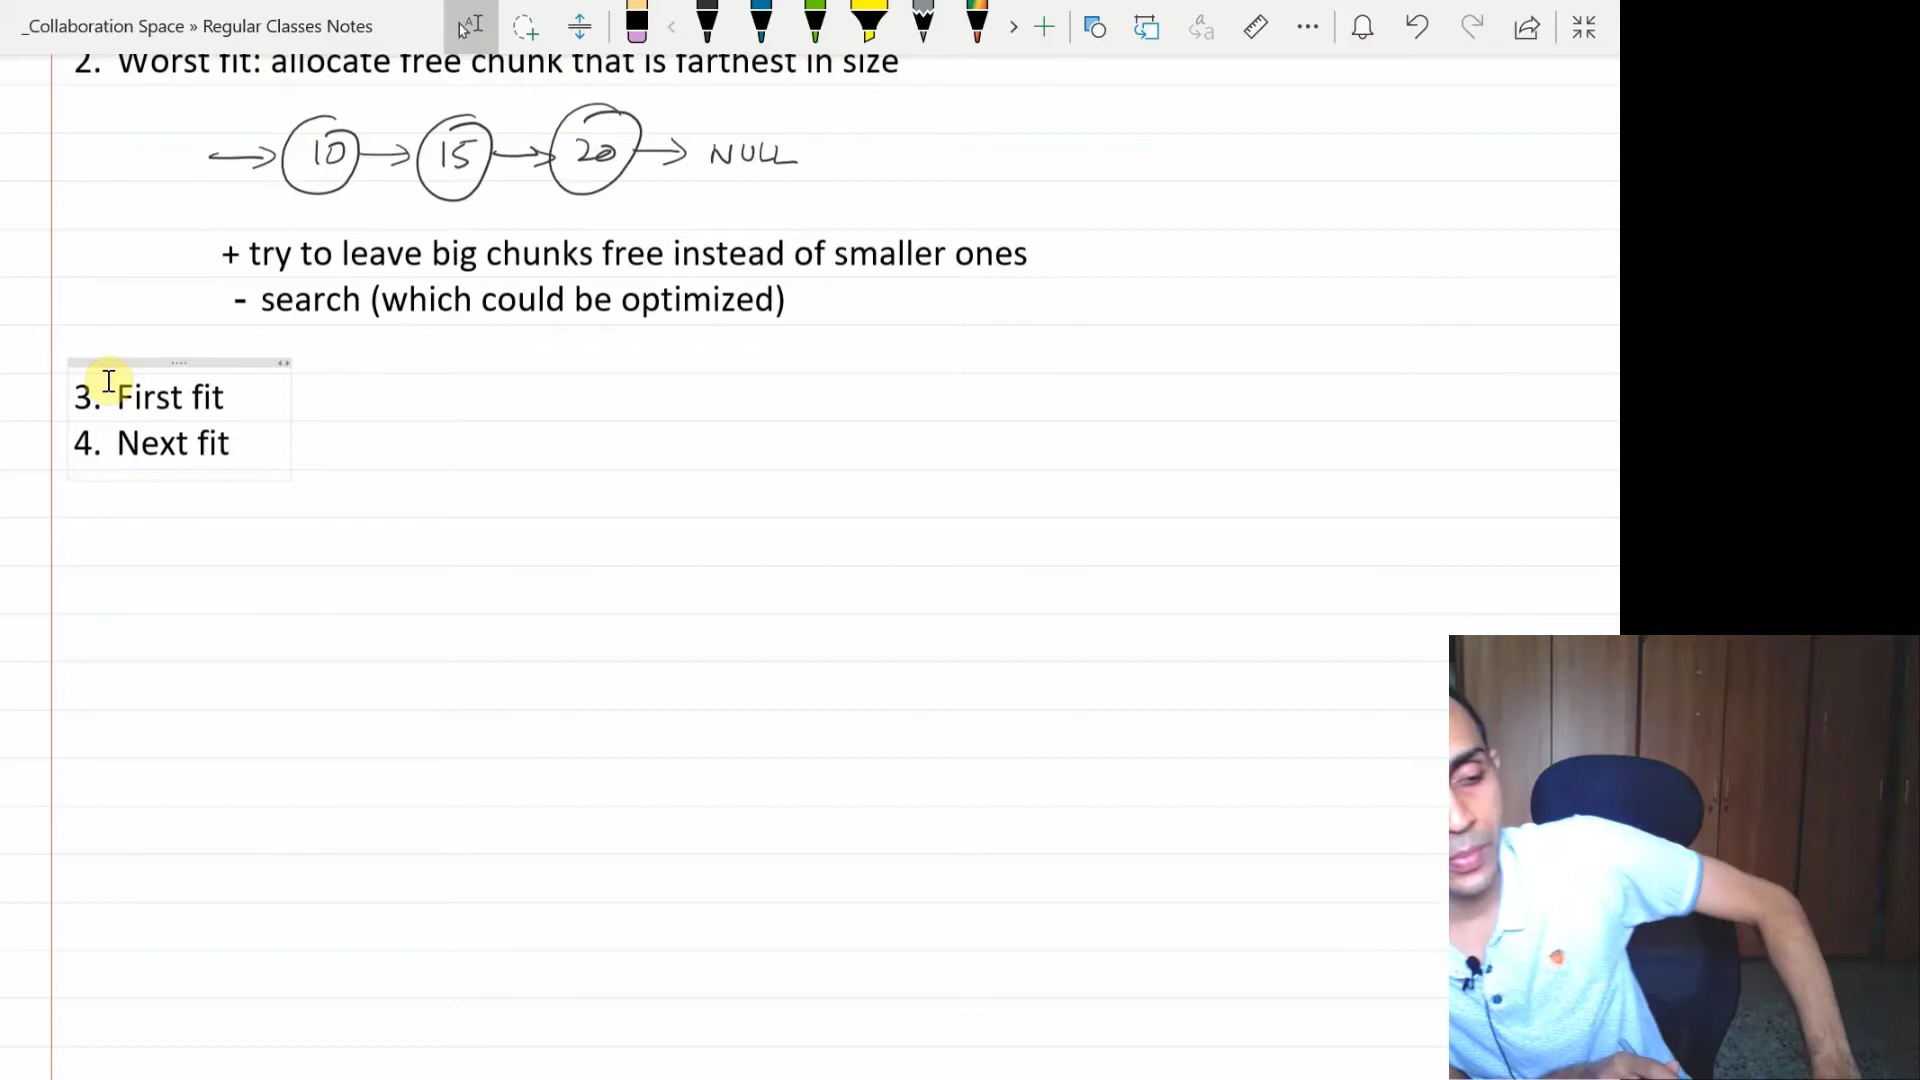 _Collaboration Space » Regular Classes Notes
2. Worst fit: allocate free chunk that is farthest in size
10 15 20 NULL
+ try to leave big chunks free instead of smaller ones
- search (which could be optimized)
3. First fit
4. Next fit